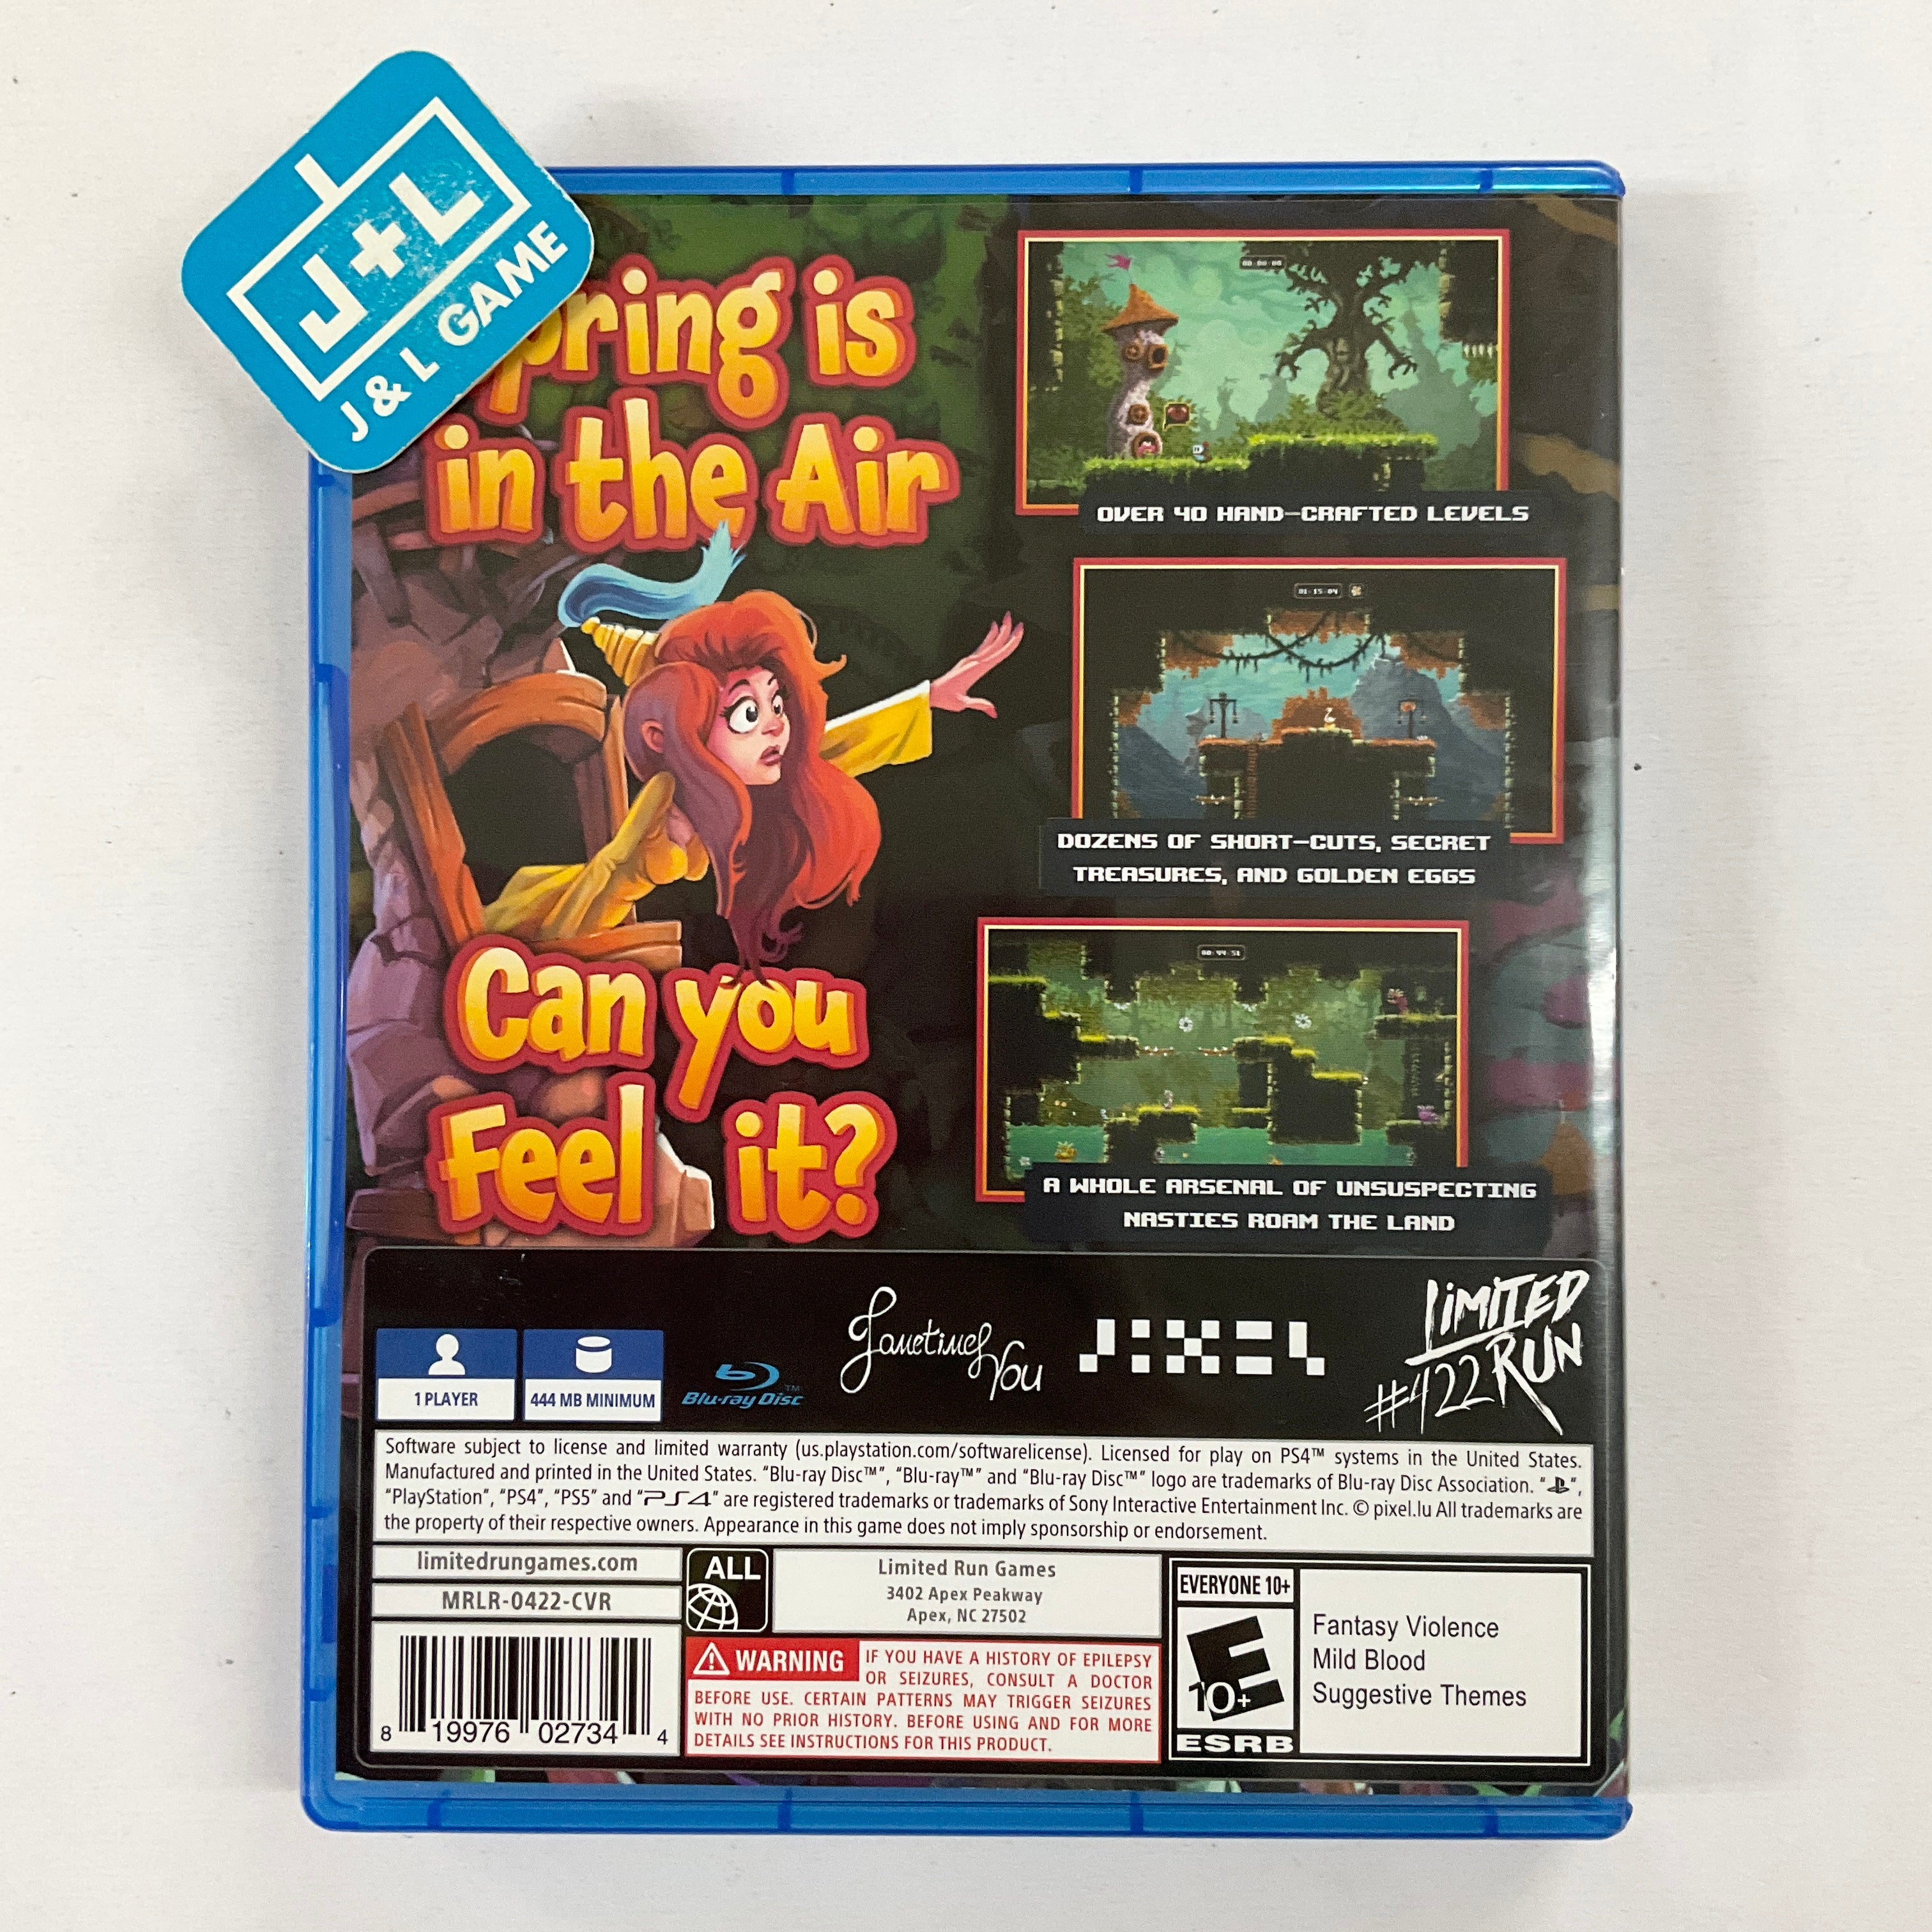 J+L
J & L GAME
pring is
in the Air
Can you
Feel it?
OVER 40 HAND-CRAFTED LEVELS
01:15:04
DOZENS OF SHORT-CUTS, SECRET
TREASURES, AND GOLDEN EGGS
00:44:51
A WHOLE ARSENAL OF UNSUSPECTING
NASTIES ROAM THE LAND
1 PLAYER
444 MB MINIMUM
Blu-ray Disc™
Sometimes You
PIXEL
LIMITED
RUN
#422
Software subject to license and limited warranty (us.playstation.com/softwarelicense). Licensed for play on PS4™ systems in the United States.
Manufactured and printed in the United States. “Blu-ray Disc™”, “Blu-ray™” and “Blu-ray Disc™” logo are trademarks of Blu-ray Disc Association. “ ”,
“PlayStation”, “PS4”, “PS5” and “PS4” are registered trademarks or trademarks of Sony Interactive Entertainment Inc. © pixel.lu All trademarks are
the property of their respective owners. Appearance in this game does not imply sponsorship or endorsement.
limitedrungames.com
MRLR-0422-CVR
ALL
Limited Run Games
3402 Apex Peakway
Apex, NC 27502
8 19976 02734 4
WARNING IF YOU HAVE A HISTORY OF EPILEPSY
OR SEIZURES, CONSULT A DOCTOR
BEFORE USE. CERTAIN PATTERNS MAY TRIGGER SEIZURES
WITH NO PRIOR HISTORY. BEFORE USING AND FOR MORE
DETAILS SEE INSTRUCTIONS FOR THIS PRODUCT.
EVERYONE 10+
E
10+
ESRB
Fantasy Violence
Mild Blood
Suggestive Themes